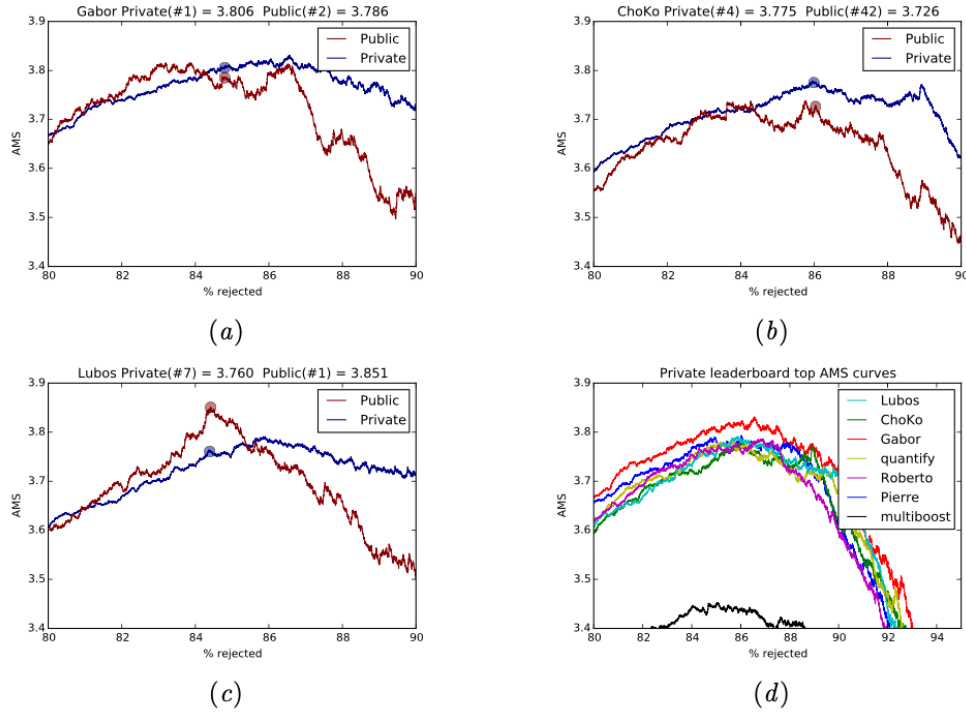 Gabor Private(#1) = 3.806 Public(#2) = 3.786
3.9
3.8
3.7
3.6
3.5
3.4
AMS
Public
Private
80 82 84 86 88 90
% rejected
(a)
ChoKo Private(#4) = 3.775 Public(#42) = 3.726
3.9
3.8
3.7
3.6
3.5
3.4
AMS
Public
Private
80 82 84 86 88 90
% rejected
(b)
Lubos Private(#7) = 3.760 Public(#1) = 3.851
3.9
3.8
3.7
3.6
3.5
3.4
AMS
Public
Private
80 82 84 86 88 90
% rejected
(c)
Private leaderboard top AMS curves
3.9
3.8
3.7
3.6
3.5
3.4
AMS
Lubos
ChoKo
Gabor
quantify
Roberto
Pierre
multiboost
80 82 84 86 88 90 92 94
% rejected
(d)